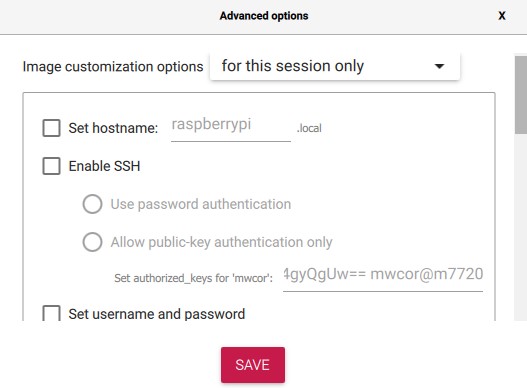 Advanced options X
Image customization options for this session only
Set hostname: raspberrypi .local
Enable SSH
Use password authentication
Allow public-key authentication only
Set authorized_keys for 'mwcor': 4gyQgUw== mwcor@m7720
Set username and password
SAVE